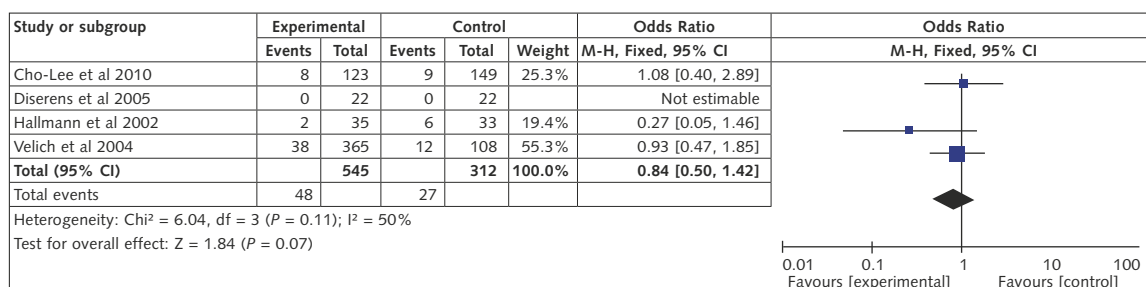 Study or subgroup Experimental Control Odds Ratio Odds Ratio
Events Total Events Total Weight M-H, Fixed, 95% CI M-H, Fixed, 95% CI
Cho-Lee et al 2010 8 123 9 149 25.3% 1.08 [0.40, 2.89]
Diserens et al 2005 0 22 0 22 Not estimable
Hallmann et al 2002 2 35 6 33 19.4% 0.27 [0.05, 1.46]
Velich et al 2004 38 365 12 108 55.3% 0.93 [0.47, 1.85]
Total (95% CI) 545 312 100.0% 0.84 [0.50, 1.42]
Total events 48 27
Heterogeneity: Chi² = 6.04, df = 3 (P = 0.11); I² = 50%
Test for overall effect: Z = 1.84 (P = 0.07)
0.01 0.1 1 10 100
Favours [experimental] Favours [control]